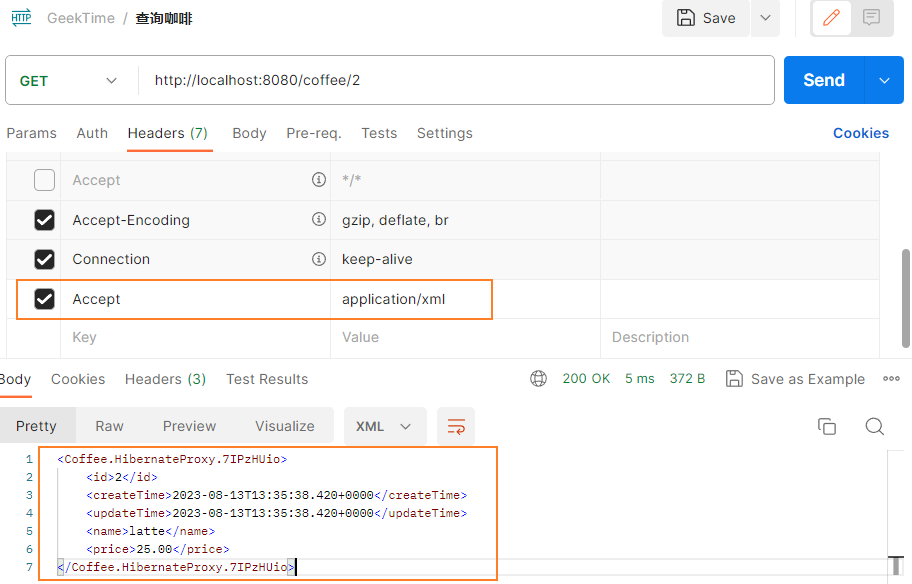 HTTP GeekTime / 查询咖啡 Save
GET http://localhost:8080/coffee/2 Send
Params Auth Headers (7) Body Pre-req. Tests Settings Cookies
Accept */*
Accept-Encoding gzip, deflate, br
Connection keep-alive
Accept application/xml
Key Value Description
Body Cookies Headers (3) Test Results 200 OK 5 ms 372 B Save as Example
Pretty Raw Preview Visualize XML
1 <Coffee.HibernateProxy.7IPzHUio>
2 <id>2</id>
3 <createTime>2023-08-13T13:35:38.420+0000</createTime>
4 <updateTime>2023-08-13T13:35:38.420+0000</updateTime>
5 <name>latte</name>
6 <price>25.00</price>
7 </Coffee.HibernateProxy.7IPzHUio>